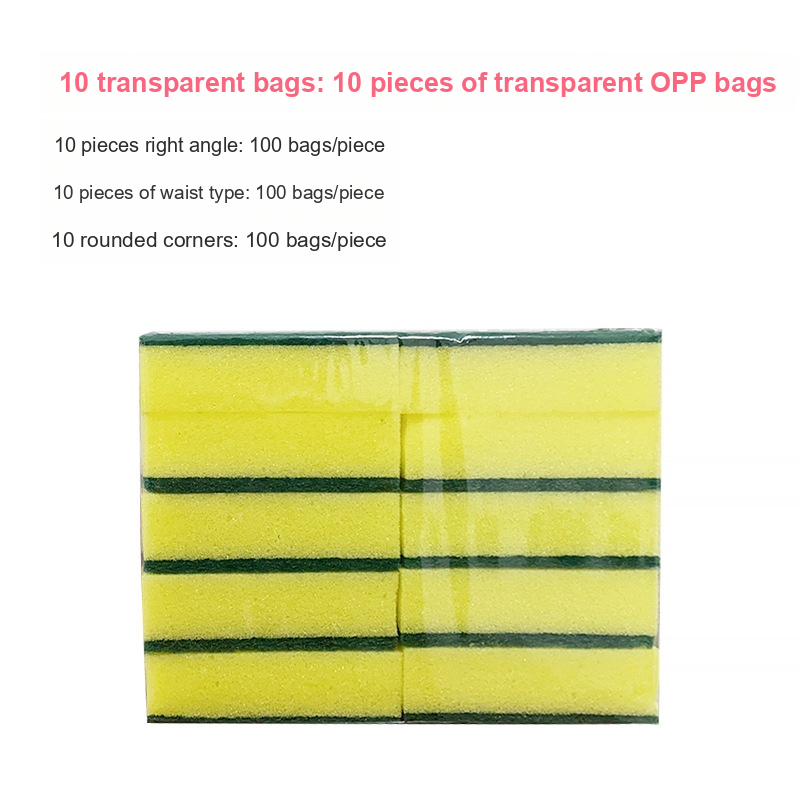 10 transparent bags: 10 pieces of transparent OPP bags
10 pieces right angle: 100 bags/piece
10 pieces of waist type: 100 bags/piece
10 rounded corners: 100 bags/piece